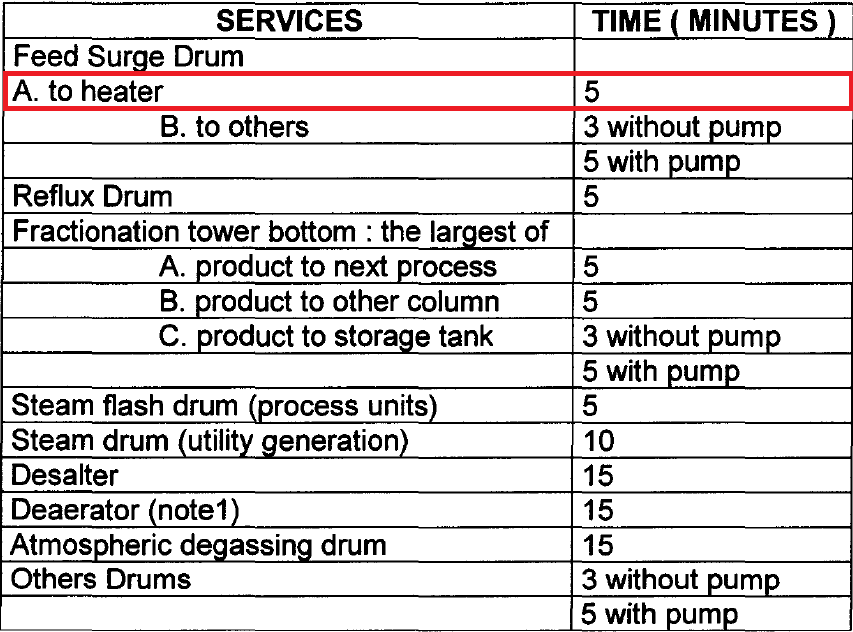 SERVICES TIME ( MINUTES )
Feed Surge Drum
A. to heater 5
B. to others 3 without pump
5 with pump
Reflux Drum 5
Fractionation tower bottom : the largest of
A. product to next process 5
B. product to other column 5
C. product to storage tank 3 without pump
5 with pump
Steam flash drum (process units) 5
Steam drum (utility generation) 10
Desalter 15
Deaerator (note1) 15
Atmospheric degassing drum 15
Others Drums 3 without pump
5 with pump